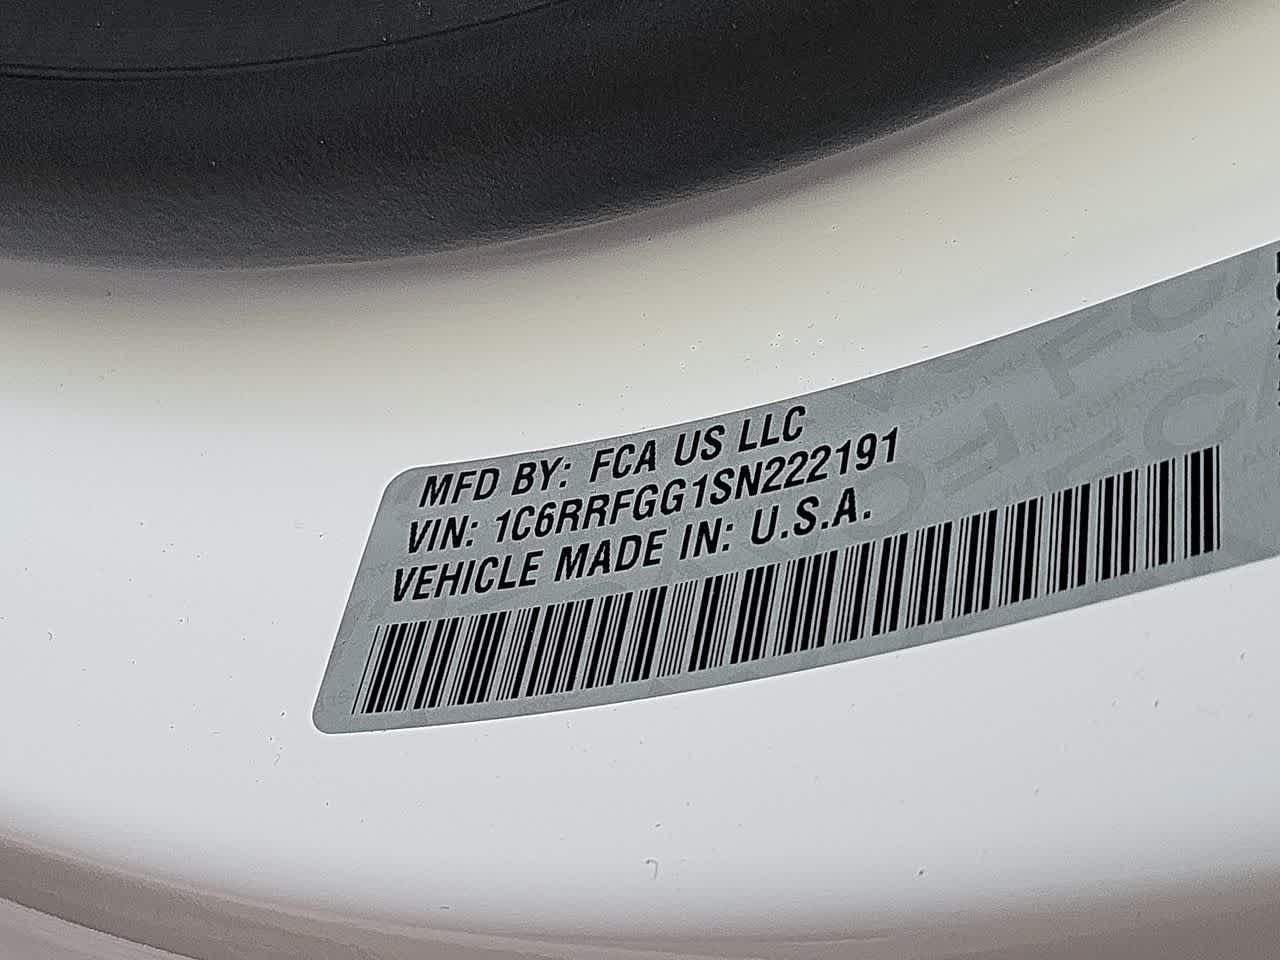 MFD BY: FCA US LLC
VIN: 1C6RRFGG1SN222191
VEHICLE MADE IN: U.S.A.